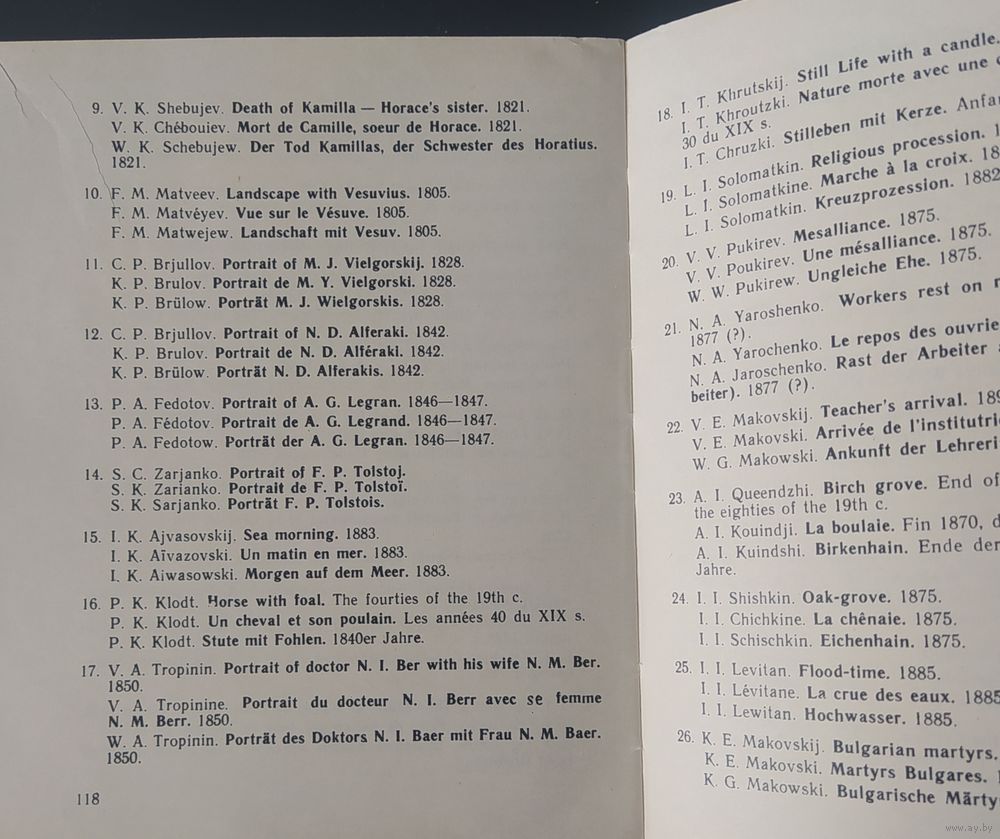 9. V. K. Shebujev. Death of Kamilla — Horace's sister. 1821.
V. K. Chébouiev. Mort de Camille, soeur de Horace. 1821.
W. K. Schebujew. Der Tod Kamillas, der Schwester des Horatius.
1821.
10. F. M. Matveev. Landscape with Vesuvius. 1805.
F. M. Matvéyev. Vue sur le Vésuve. 1805.
F. M. Matwejew. Landschaft mit Vesuv. 1805.
11. C. P. Brjullov. Portrait of M. J. Vielgorskij. 1828.
K. P. Brulov. Portrait de M. Y. Vielgorski. 1828.
K. P. Brülow. Porträt M. J. Wielgorskis. 1828.
12. C. P. Brjullov. Portrait of N. D. Alferaki. 1842.
K. P. Brulov. Portrait de N. D. Alféraki. 1842.
K. P. Brülow. Porträt N. D. Alferakis. 1842.
13. P. A. Fedotov. Portrait of A. G. Legran. 1846—1847.
P. A. Fédotov. Portrait de A. G. Legrand. 1846—1847.
P. A. Fedotow. Porträt der A. G. Legran. 1846—1847.
14. S. C. Zarjanko. Portrait of F. P. Tolstoj.
S. K. Zarianko. Portrait de F. P. Tolstoï.
S. K. Sarjanko. Porträt F. P. Tolstois.
15. I. K. Ajvasovskij. Sea morning. 1883.
I. K. Aïvazovski. Un matin en mer. 1883.
I. K. Aiwasowski. Morgen auf dem Meer. 1883.
16. P. K. Klodt. Horse with foal. The fourties of the 19th c.
P. K. Klodt. Un cheval et son poulain. Les années 40 du XIX s.
P. K. Klodt. Stute mit Fohlen. 1840er Jahre.
17. V. A. Tropinin. Portrait of doctor N. I. Ber with his wife N. M. Ber.
1850.
V. A. Tropinine. Portrait du docteur N. I. Berr avec se femme
N. M. Berr. 1850.
W. A. Tropinin. Porträt des Doktors N. I. Baer mit Frau N. M. Baer.
1850.
118
18. I. T. Khrutskij. Still Life with a candle.
I. T. Khroutzki. Nature morte avec une
30 du XIX s.
I. T. Chruzki. Stilleben mit Kerze.
19. L. I. Solomatkin. Religious procession.
L. I. Solomatkine. Marche à la croix.
L. I. Solomatkin. Kreuzprozession. 1882
20. V. V. Pukirev. Mesalliance. 1875.
V. V. Poukirev. Une mésalliance. 1875.
W. W. Pukirew. Ungleiche Ehe. 1875.
21. N. A. Yaroshenko. Workers rest on
1877 (?).
N. A. Yarochenko. Le repos des ouvrie
N. A. Jaroschenko. Rast der Arbeiter
beiter). 1877 (?).
22. V. E. Makovskij. Teacher's arrival. 189
V. E. Makovski. Arrivée de l'institutri
W. G. Makowski. Ankunft der Lehreri
23. A. I. Queendzhi. Birch grove. End of
the eighties of the 19th c.
A. I. Kouindji. La boulaie. Fin 1870, d
A. I. Kuindshi. Birkenhain. Ende der
Jahre.
24. I. I. Shishkin. Oak-grove. 1875.
I. I. Chichkine. La chênaie. 1875.
I. I. Schischkin. Eichenhain. 1875.
25. I. I. Levitan. Flood-time. 1885.
I. I. Lévitane. La crue des eaux. 1885
I. I. Lewitan. Hochwasser. 1885.
26. K. E. Makovskij. Bulgarian martyrs.
K. E. Makovski. Martyrs Bulgares.
K. G. Makowski. Bulgarische Märty
www.ay.by